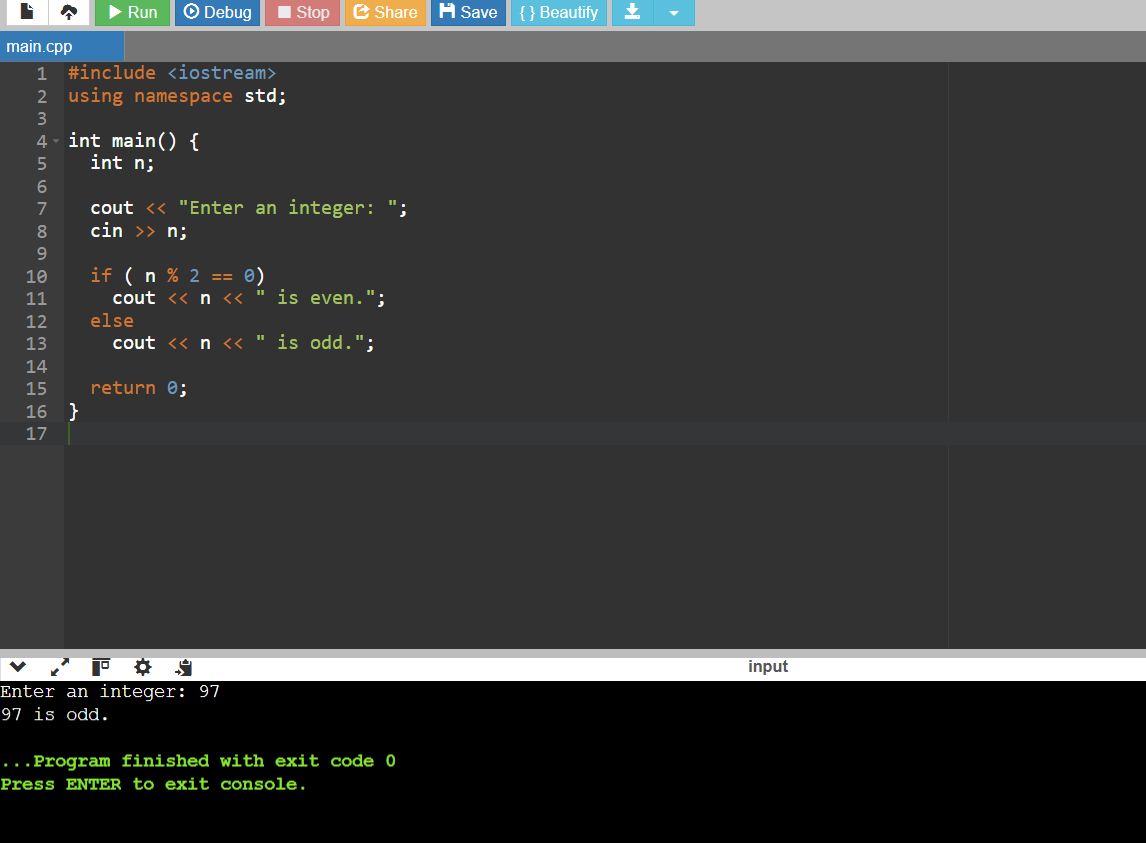 Run Debug Stop Share Save { } Beautify
main.cpp
1 #include <iostream>
2 using namespace std;
3
4 int main() {
5   int n;
6
7   cout << "Enter an integer: ";
8   cin >> n;
9
10   if ( n % 2 == 0)
11     cout << n << " is even.";
12   else
13     cout << n << " is odd.";
14
15   return 0;
16 }
17
input
Enter an integer: 97
97 is odd.
...Program finished with exit code 0
Press ENTER to exit console.